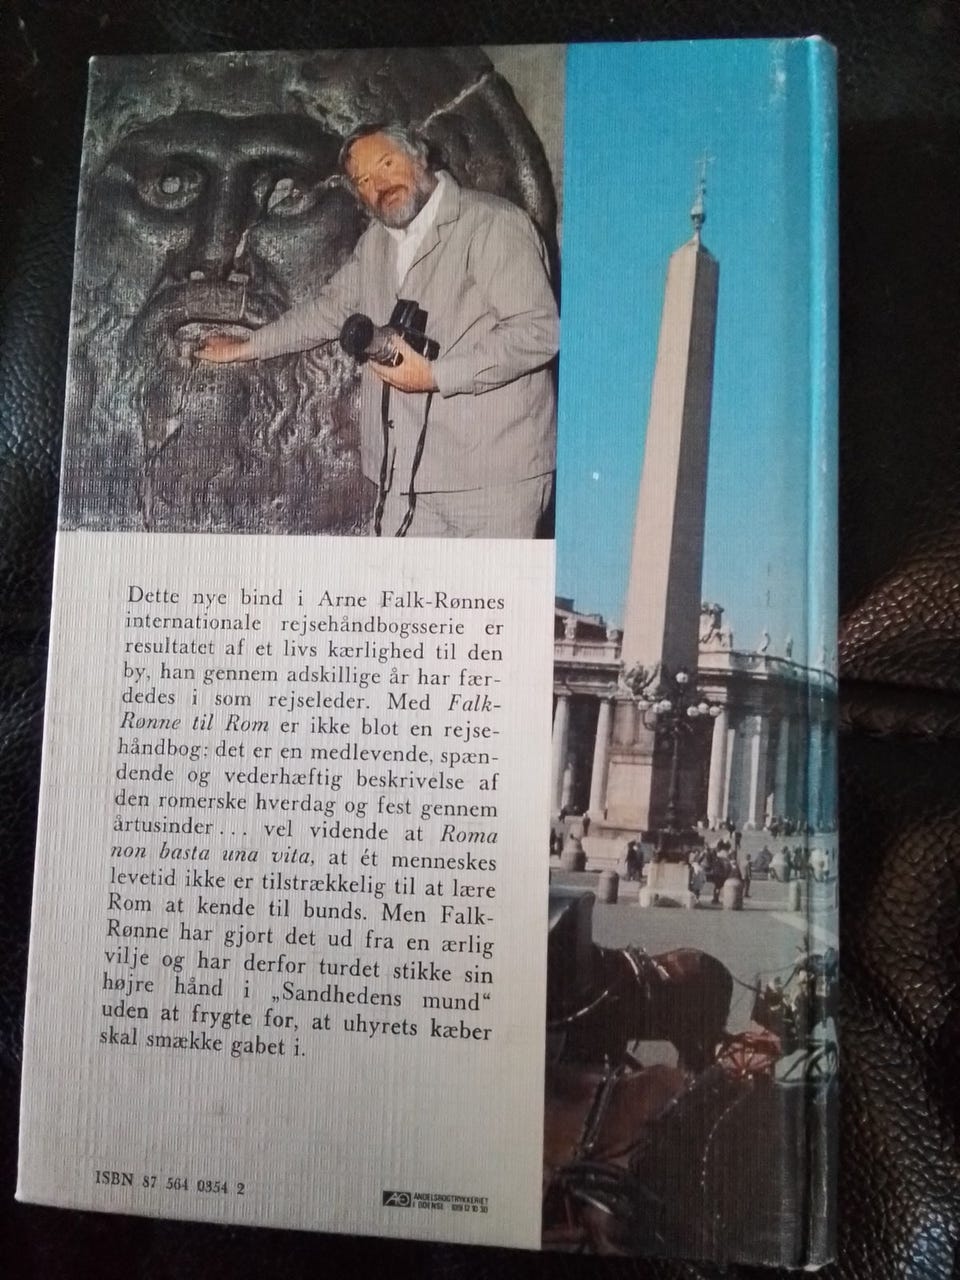 Dette nye bind i Arne Falk-Rønnes
internationale rejsehåndbogsserie er
resultatet af et livs kærlighed til den
by, han gennem adskillige år har fær-
dedes i som rejseleder. Med Falk-
Rønne til Rom er ikke blot en rejse-
håndbog: det er en medlevende, spæn-
dende og vederhæftig beskrivelse af
den romerske hverdag og fest gennem
årtusinder... vel vidende at Roma
non basta una vita, at ét menneskes
levetid ikke er tilstrækkelig til at lære
Rom at kende til bunds. Men Falk-
Rønne har gjort det ud fra en ærlig
vilje og har derfor turdet stikke sin
højre hånd i „Sandhedens mund“
uden at frygte for, at uhyrets kæber
skal smække gabet i.
ISBN 87 564 0354 2
AO ANDELSBOGTRYKKERIET
I ODENSE